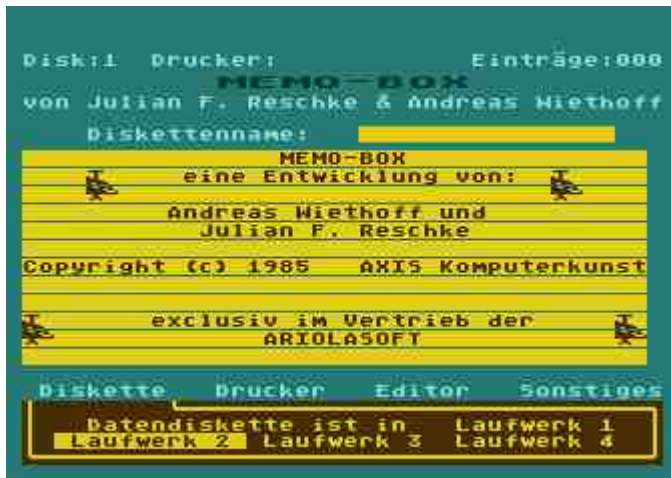 Disk:1 Drucker: Einträge:000
MEMO-BOX
von Julian F. Reschke & Andreas Wiethoff
Diskettenname:
MEMO-BOX
eine Entwicklung von:
Andreas Wiethoff und
Julian F. Reschke
Copyright (c) 1985 AXIS Komputerkunst
exclusiv im Vertrieb der
ARIOLASOFT
Diskette Drucker Editor Sonstiges
Datendiskette ist in Laufwerk 1
Laufwerk 2 Laufwerk 3 Laufwerk 4